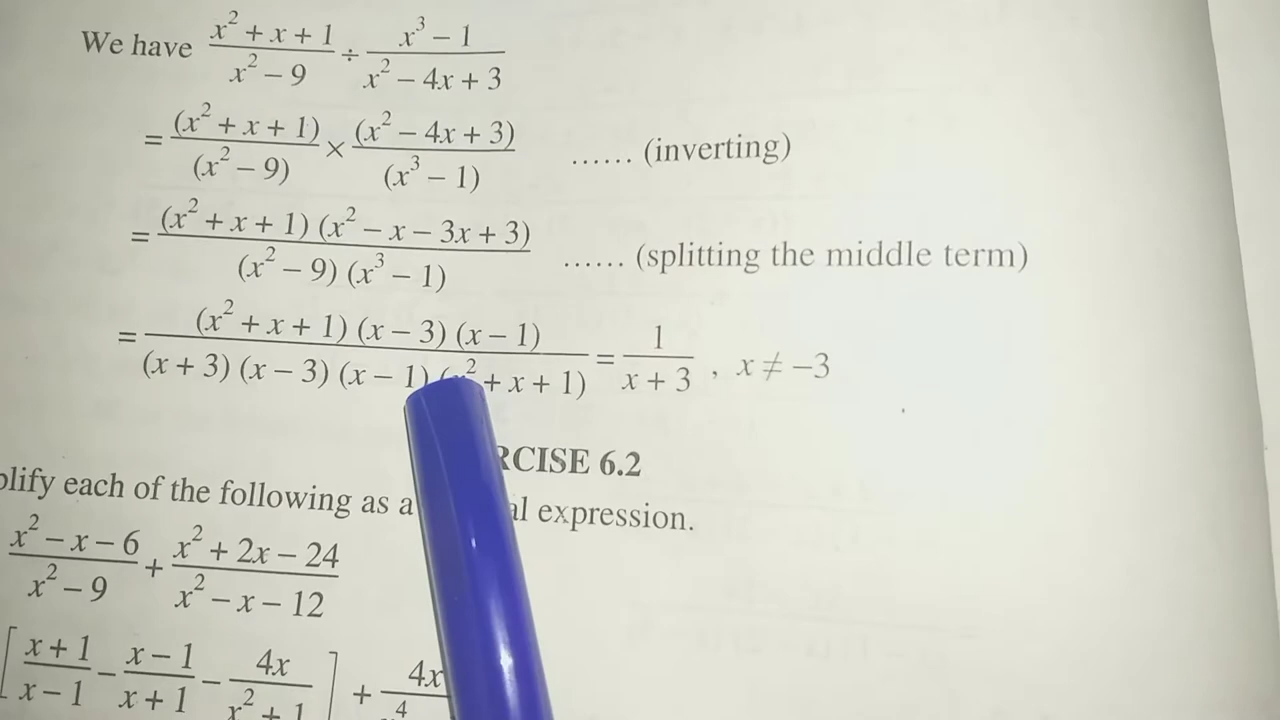 We have (x² + x + 1)/(x² − 9) ÷ (x³ − 1)/(x² − 4x + 3)
= (x² + x + 1)/(x² − 9) × (x² − 4x + 3)/(x³ − 1) ...... (inverting)
= (x² + x + 1) (x² − x − 3x + 3)/(x² − 9) (x³ − 1) ...... (splitting the middle term)
= (x² + x + 1) (x − 3) (x − 1)/(x + 3) (x − 3) (x − 1) ( ² + x + 1) = 1/(x + 3) , x ≠ −3
RCISE 6.2
plify each of the following as a al expression.
(x² − x − 6)/(x² − 9) + (x² + 2x − 24)/(x² − x − 12)
[(x + 1)/(x − 1) − (x − 1)/(x + 1) − 4x/(x² + 1)] + 4x/ 4